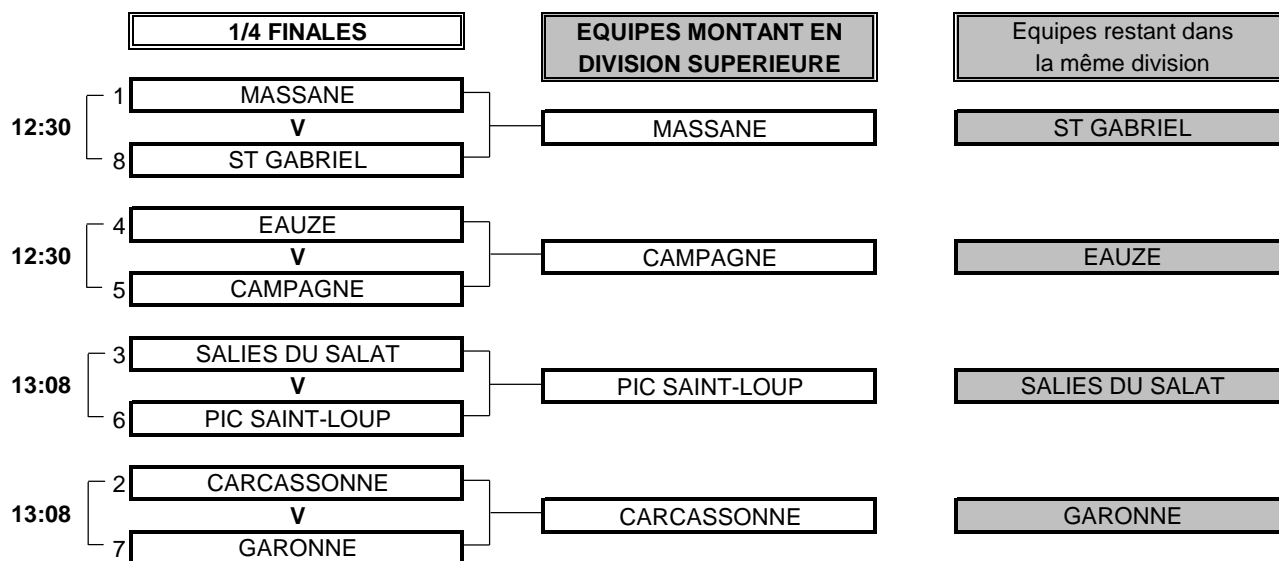 1/4 FINALES
EQUIPES MONTANT EN
DIVISION SUPERIEURE
Equipes restant dans
la même division
12:30
1
MASSANE
V
8
ST GABRIEL
MASSANE
ST GABRIEL
12:30
4
EAUZE
V
5
CAMPAGNE
CAMPAGNE
EAUZE
13:08
3
SALIES DU SALAT
V
6
PIC SAINT-LOUP
PIC SAINT-LOUP
SALIES DU SALAT
13:08
2
CARCASSONNE
V
7
GARONNE
CARCASSONNE
GARONNE